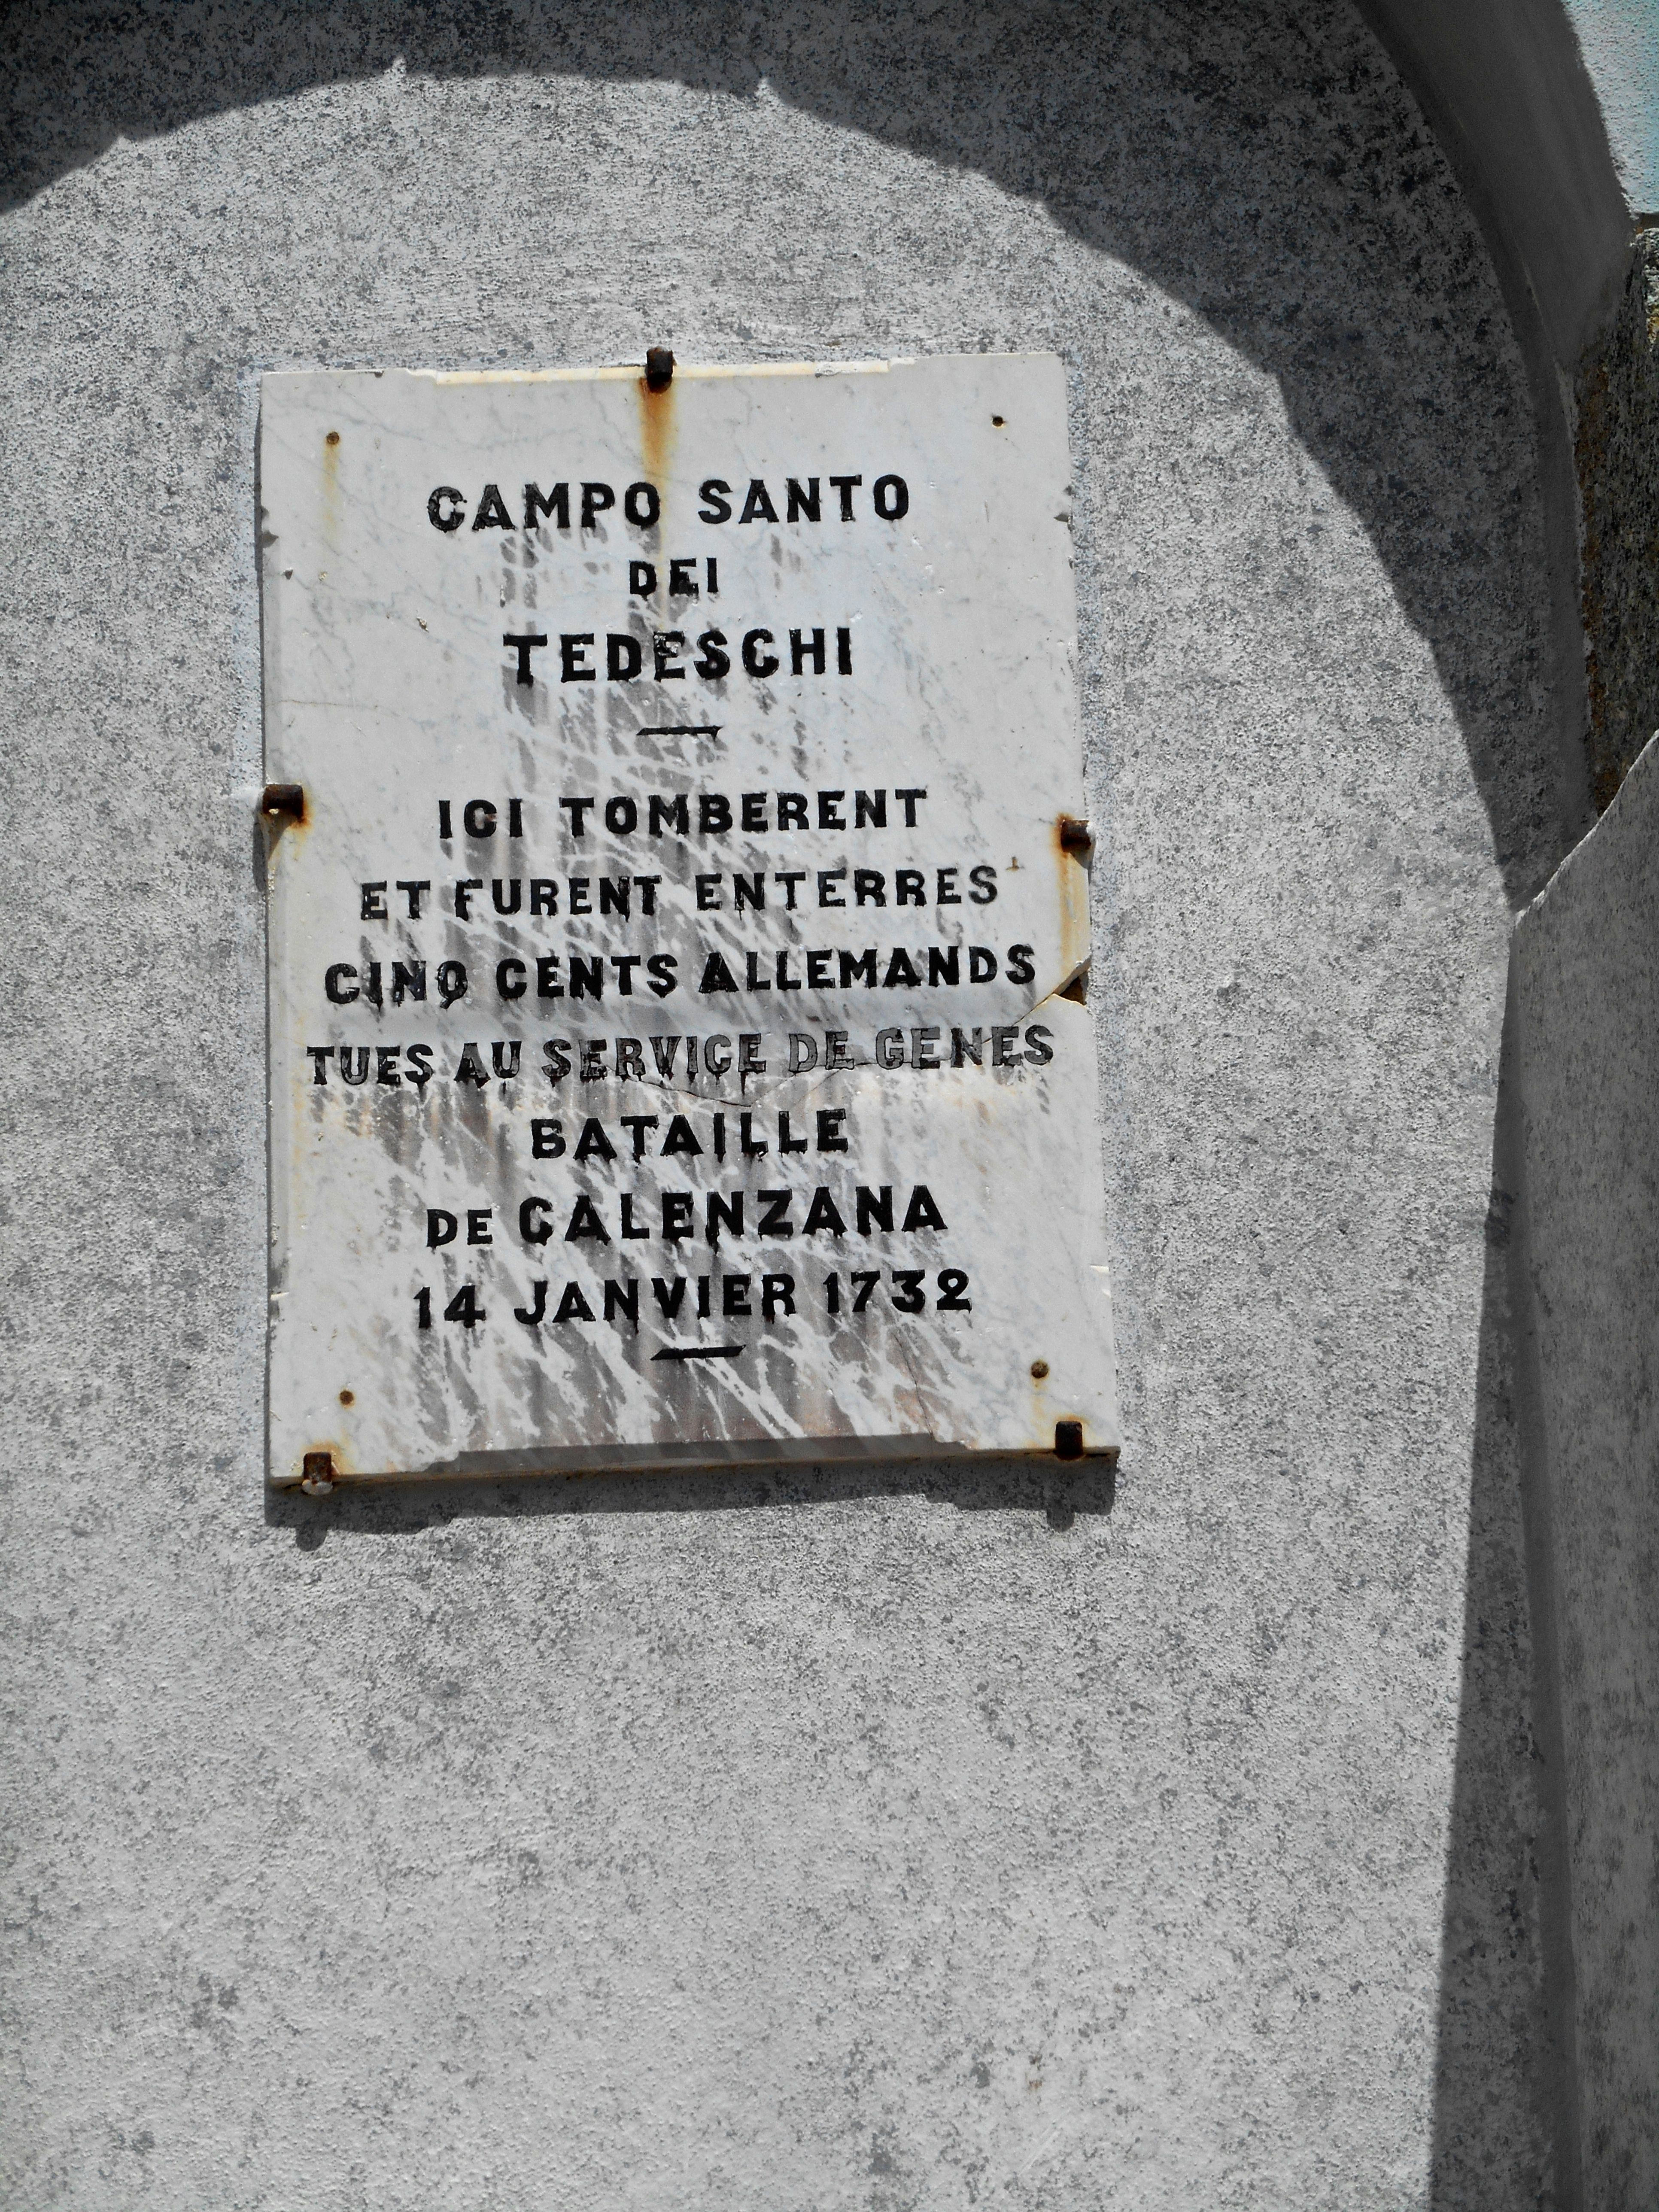 CAMPO SANTO
DEI
TEDESCHI
ICI TOMBERENT
ET FURENT ENTERRES
CINQ CENTS ALLEMANDS
TUES AU SERVICE DE GENES
BATAILLE
DE CALENZANA
14 JANVIER 1732